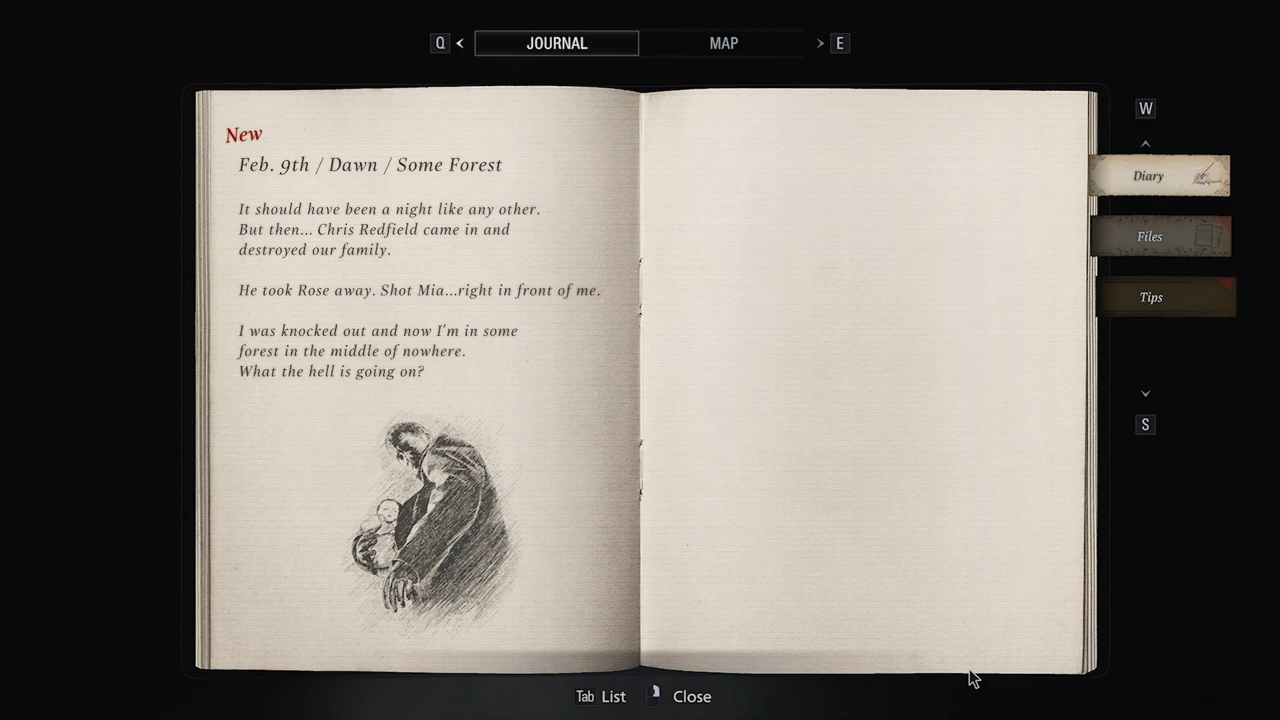 Q JOURNAL MAP E
New
Feb. 9th / Dawn / Some Forest
It should have been a night like any other.
But then... Chris Redfield came in and
destroyed our family.
He took Rose away. Shot Mia...right in front of me.
I was knocked out and now I'm in some
forest in the middle of nowhere.
What the hell is going on?
W
Diary
Files
Tips
S
Tab List Close